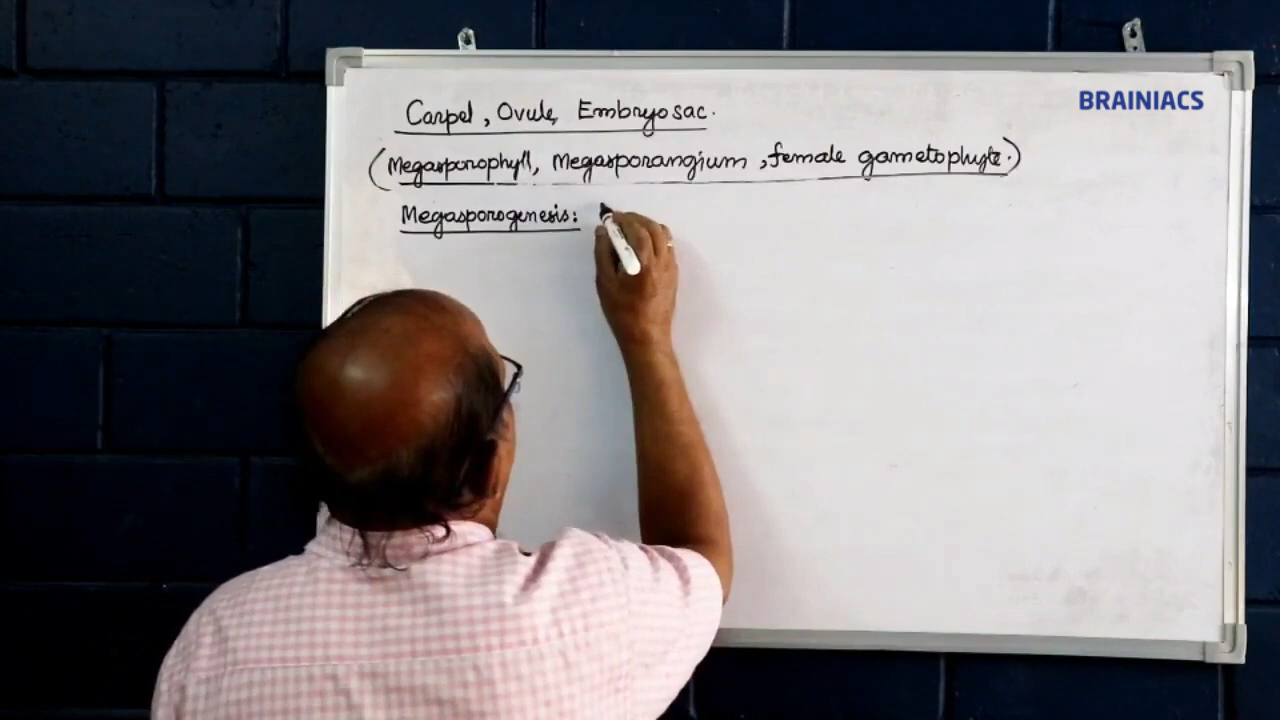 BRAINIACS
Carpel, Ovule, Embryosac.
(Megasporophyll, Megasporangium, female gametophyte.)
Megasporogenesis: